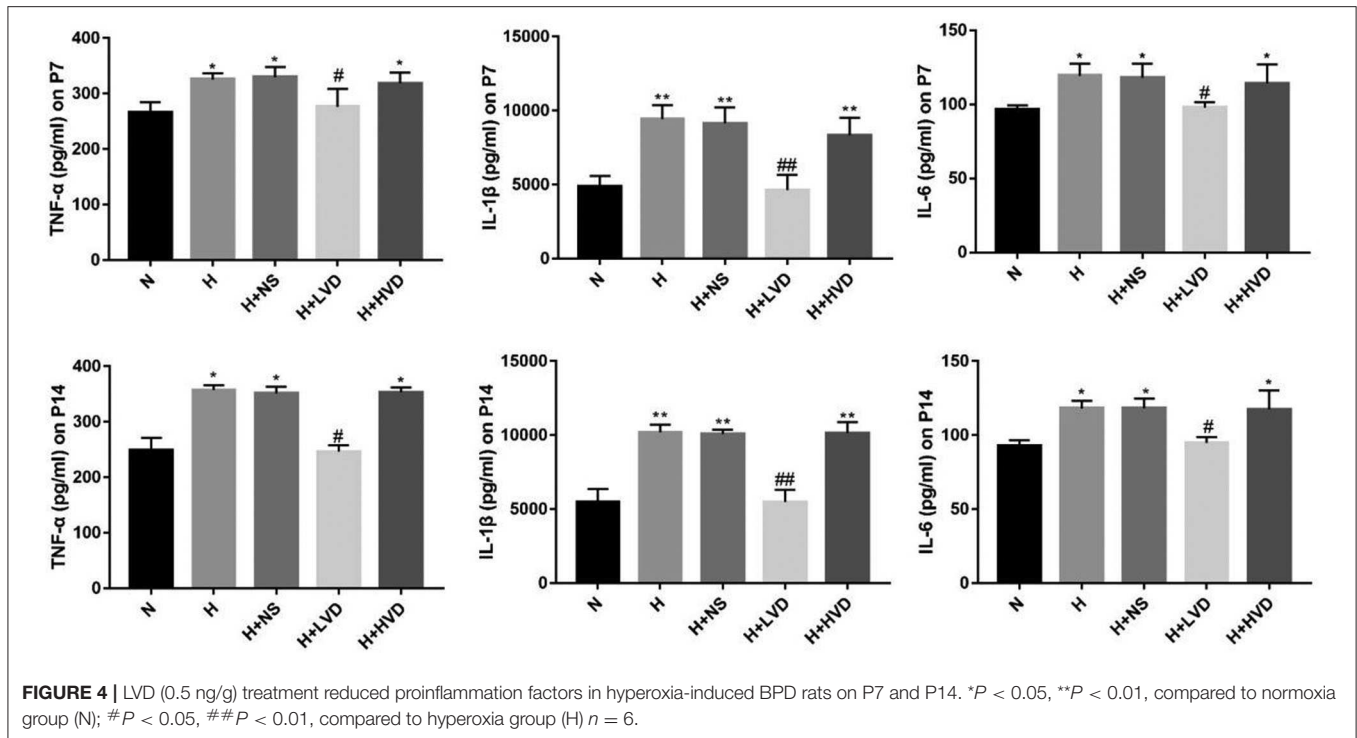 TNF-α (pg/ml) on P7
400
300
200
100
0
*
*
#
*
N
H
H+NS
H+LVD
H+HVD
IL-1β (pg/ml) on P7
15000
10000
5000
0
**
**
##
**
N
H
H+NS
H+LVD
H+HVD
IL-6 (pg/ml) on P7
150
100
50
0
*
*
#
*
N
H
H+NS
H+LVD
H+HVD
TNF-α (pg/ml) on P14
400
300
200
100
0
*
*
#
*
N
H
H+NS
H+LVD
H+HVD
IL-1β (pg/ml) on P14
15000
10000
5000
0
**
**
##
**
N
H
H+NS
H+LVD
H+HVD
IL-6 (pg/ml) on P14
150
100
50
0
*
*
#
*
N
H
H+NS
H+LVD
H+HVD
FIGURE 4 | LVD (0.5 ng/g) treatment reduced proinflammation factors in hyperoxia-induced BPD rats on P7 and P14. *P < 0.05, **P < 0.01, compared to normoxia
group (N); #P < 0.05, ##P < 0.01, compared to hyperoxia group (H) n = 6.